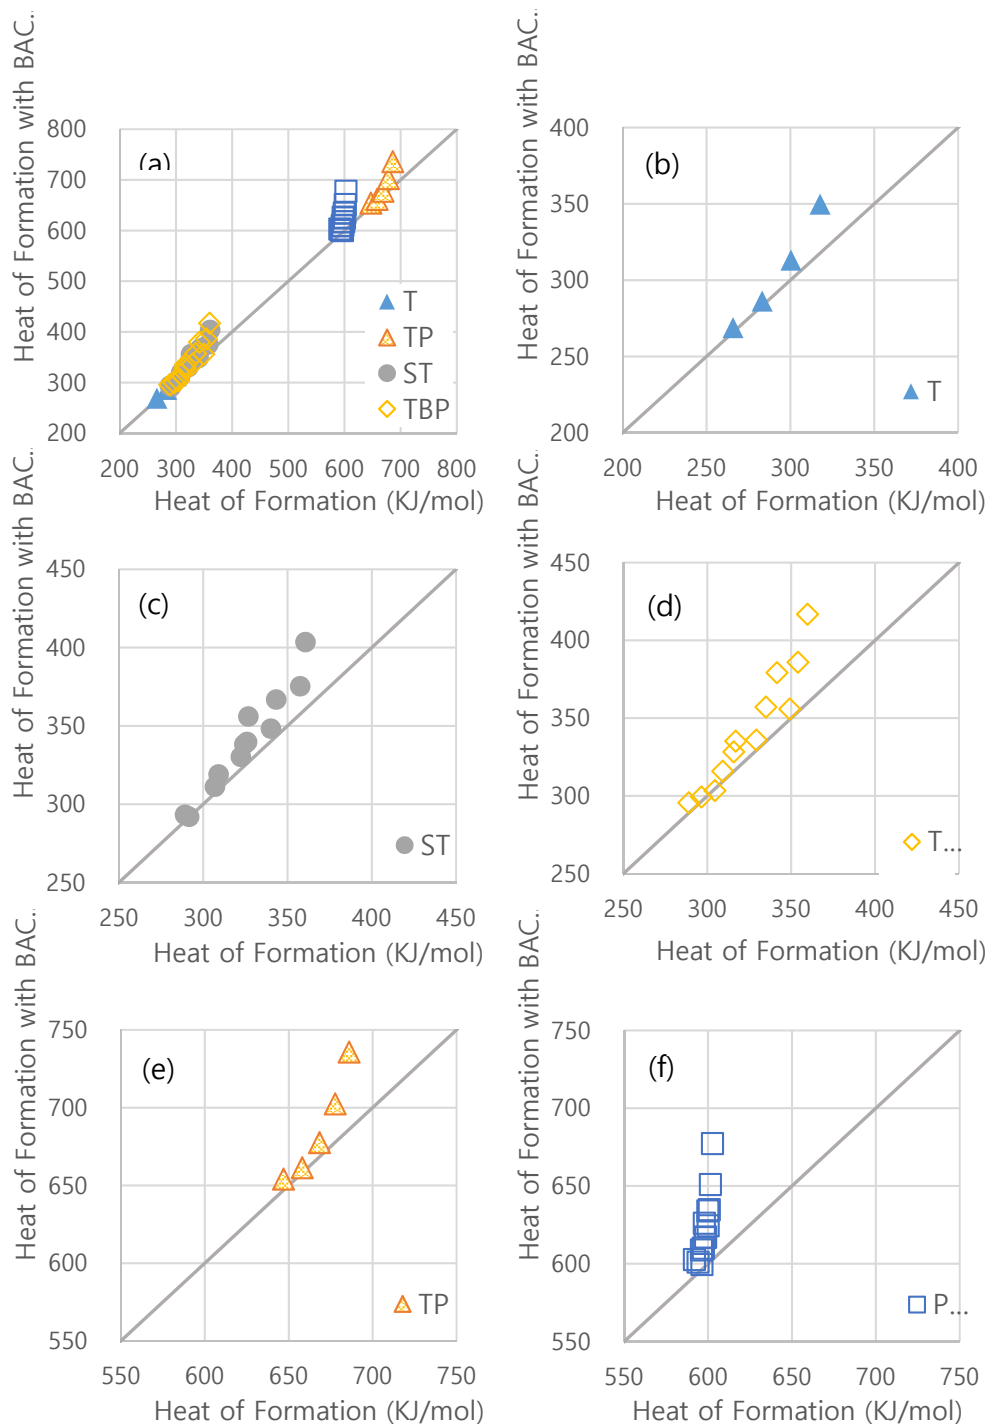 Heat of Formation with BAC..
800
700
600
500
400
300
200
(a)
T
TP
ST
TBP
200 300 400 500 600 700 800
Heat of Formation (KJ/mol)
Heat of Formation with BAC..
400
350
300
250
200
(b)
T
200 250 300 350 400
Heat of Formation (KJ/mol)
Heat of Formation with BAC..
450
400
350
300
250
(c)
ST
250 300 350 400 450
Heat of Formation (KJ/mol)
Heat of Formation with BAC..
450
400
350
300
250
(d)
T...
250 300 350 400 450
Heat of Formation (KJ/mol)
Heat of Formation with BAC..
750
700
650
600
550
(e)
TP
550 600 650 700 750
Heat of Formation (KJ/mol)
Heat of Formation with BAC..
750
700
650
600
550
(f)
P...
550 600 650 700 750
Heat of Formation (KJ/mol)